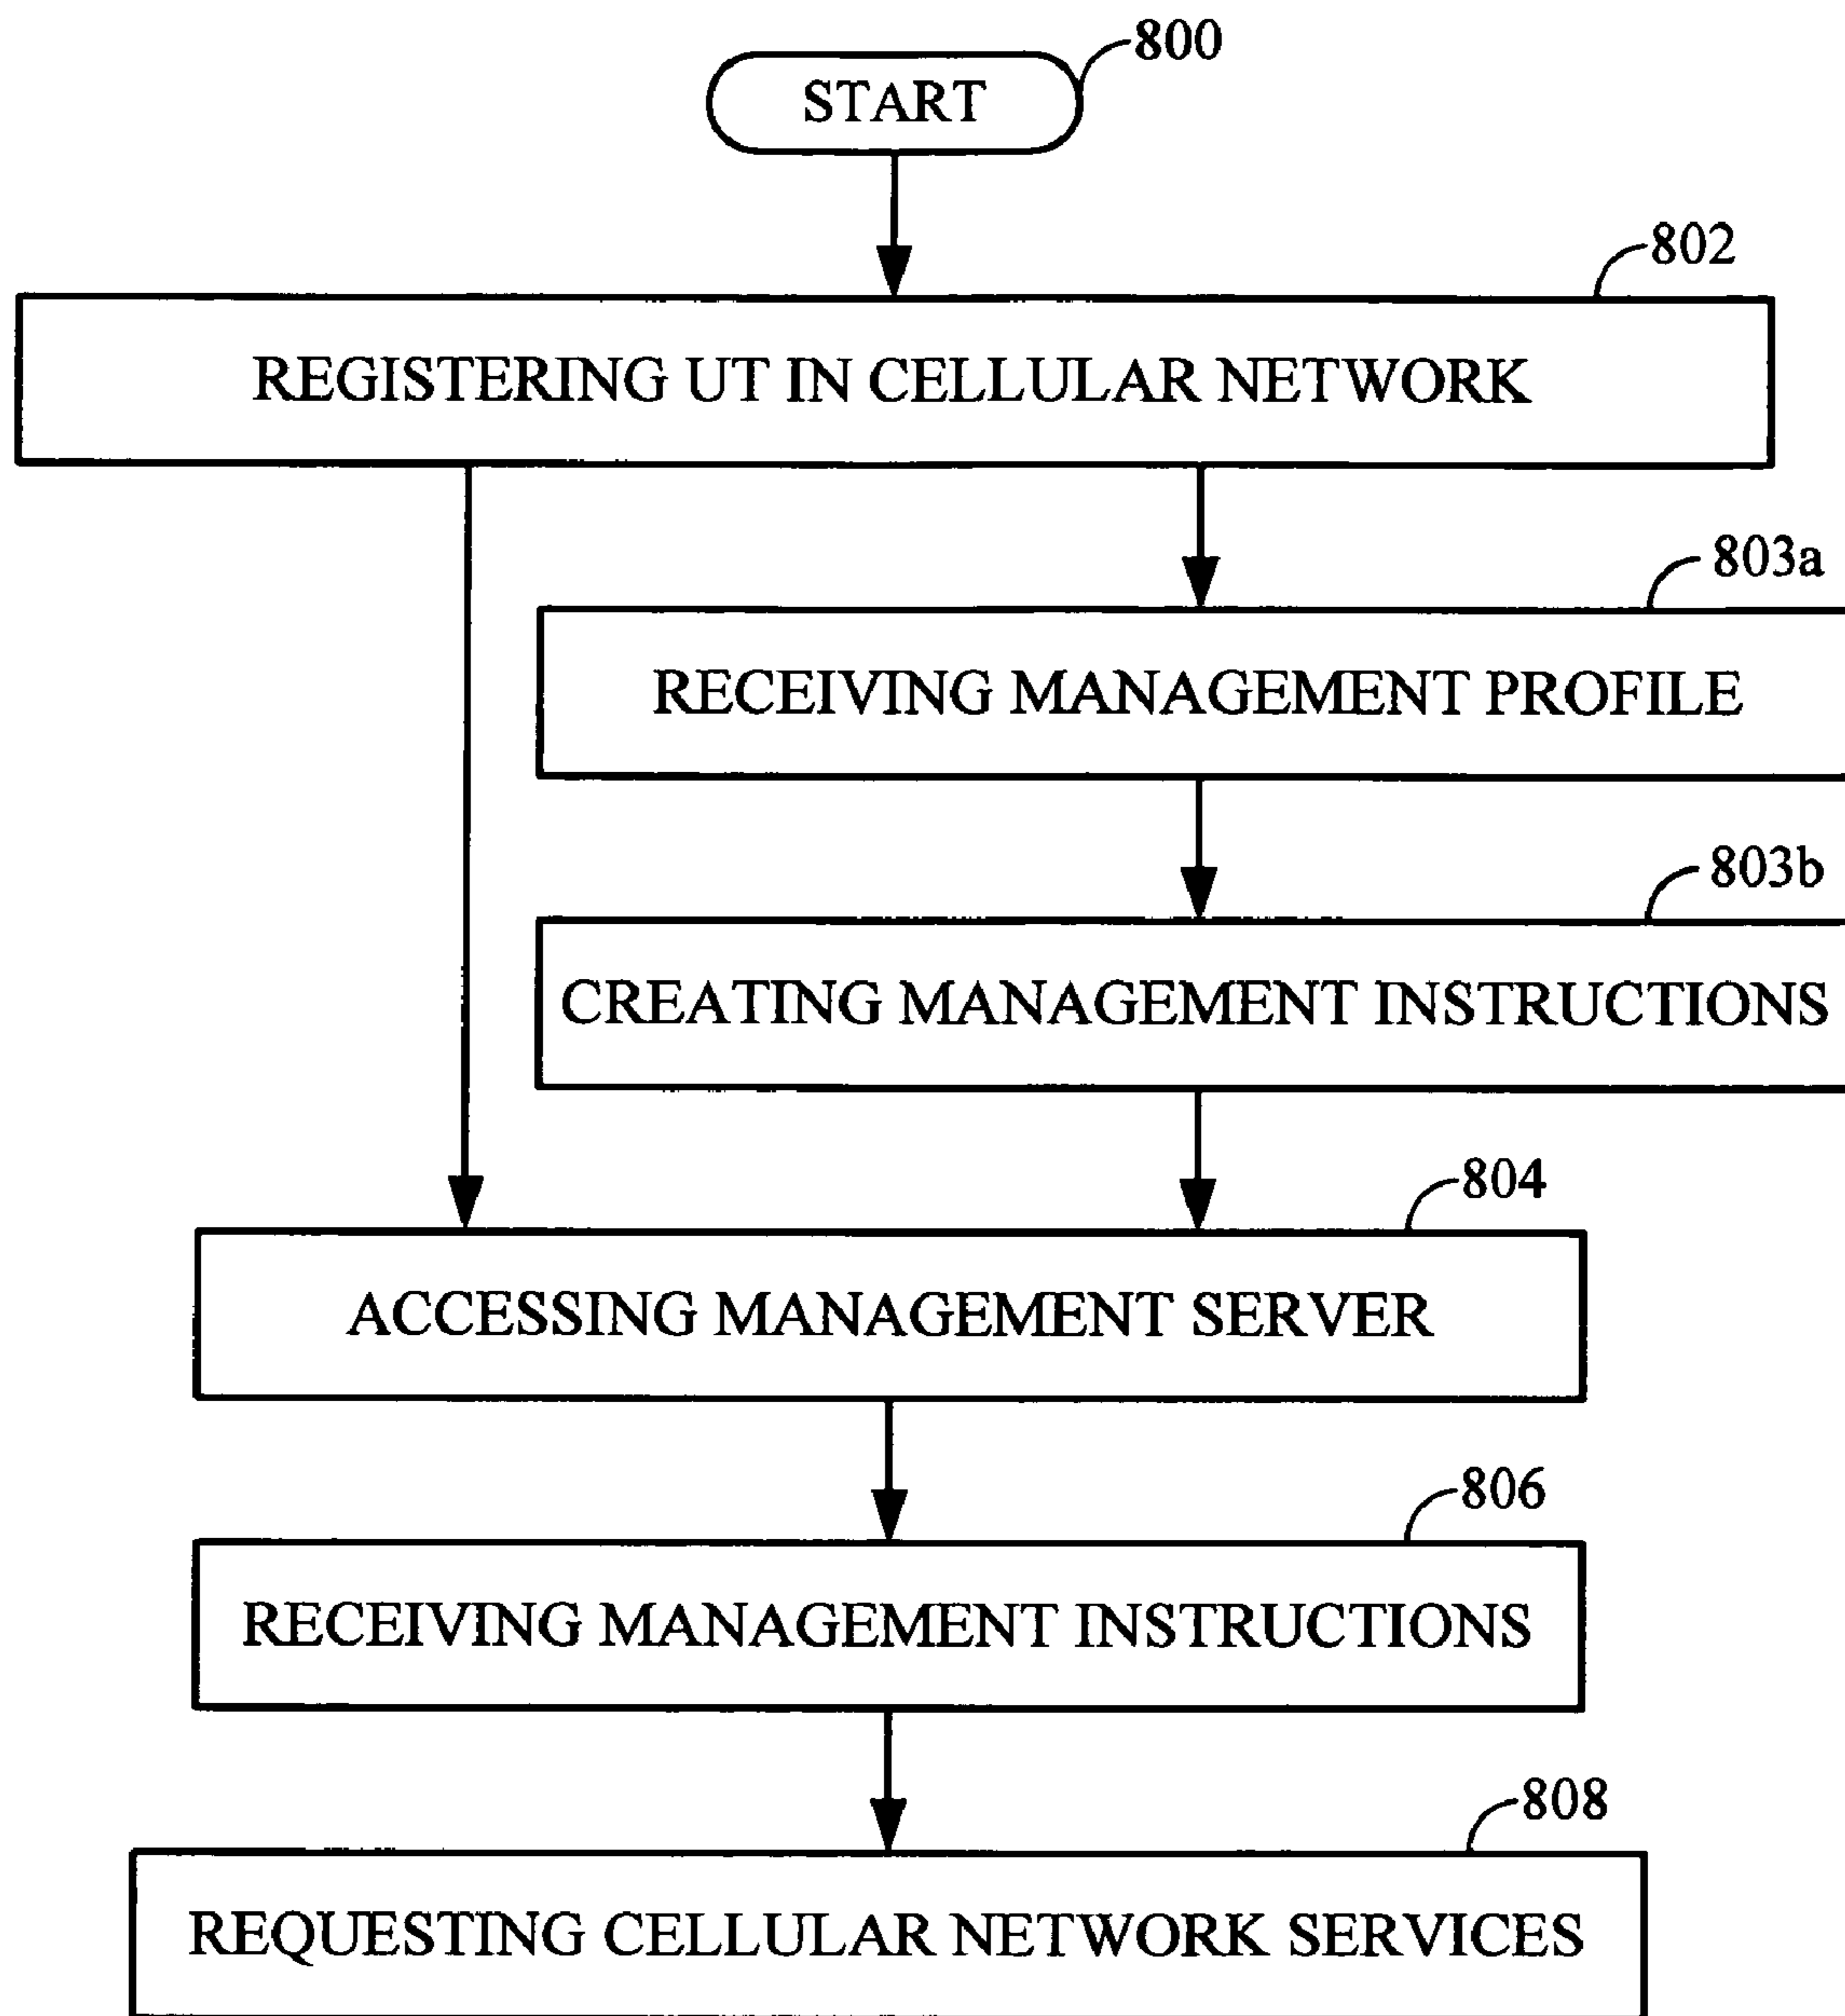 800
START
802
REGISTERING UT IN CELLULAR NETWORK
803a
RECEIVING MANAGEMENT PROFILE
803b
CREATING MANAGEMENT INSTRUCTIONS
804
ACCESSING MANAGEMENT SERVER
806
RECEIVING MANAGEMENT INSTRUCTIONS
808
REQUESTING CELLULAR NETWORK SERVICES